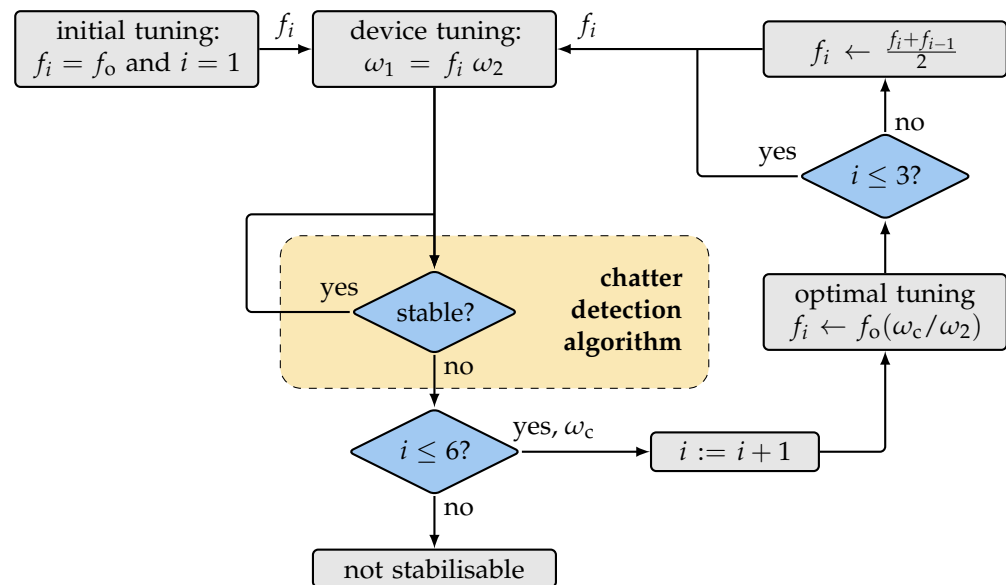 initial tuning:
f_i = f_o and i = 1
f_i
device tuning:
ω_1 = f_i ω_2
f_i
f_i ← (f_i + f_{i−1})/2
no
yes
i ≤ 3?
optimal tuning
f_i ← f_o(ω_c/ω_2)
chatter
detection
algorithm
yes
stable?
no
i ≤ 6?
yes, ω_c
i := i + 1
no
not stabilisable